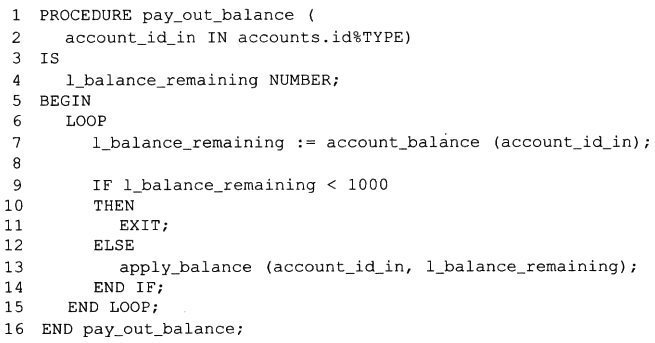 1 PROCEDURE pay_out_balance (
2 account_id_in IN accounts.id%TYPE)
3 IS
4 l_balance_remaining NUMBER;
5 BEGIN
6 LOOP
7 l_balance_remaining := account_balance (account_id_in);
8
9 IF l_balance_remaining < 1000
10 THEN
11 EXIT;
12 ELSE
13 apply_balance (account_id_in, l_balance_remaining);
14 END IF;
15 END LOOP;
16 END pay_out_balance;